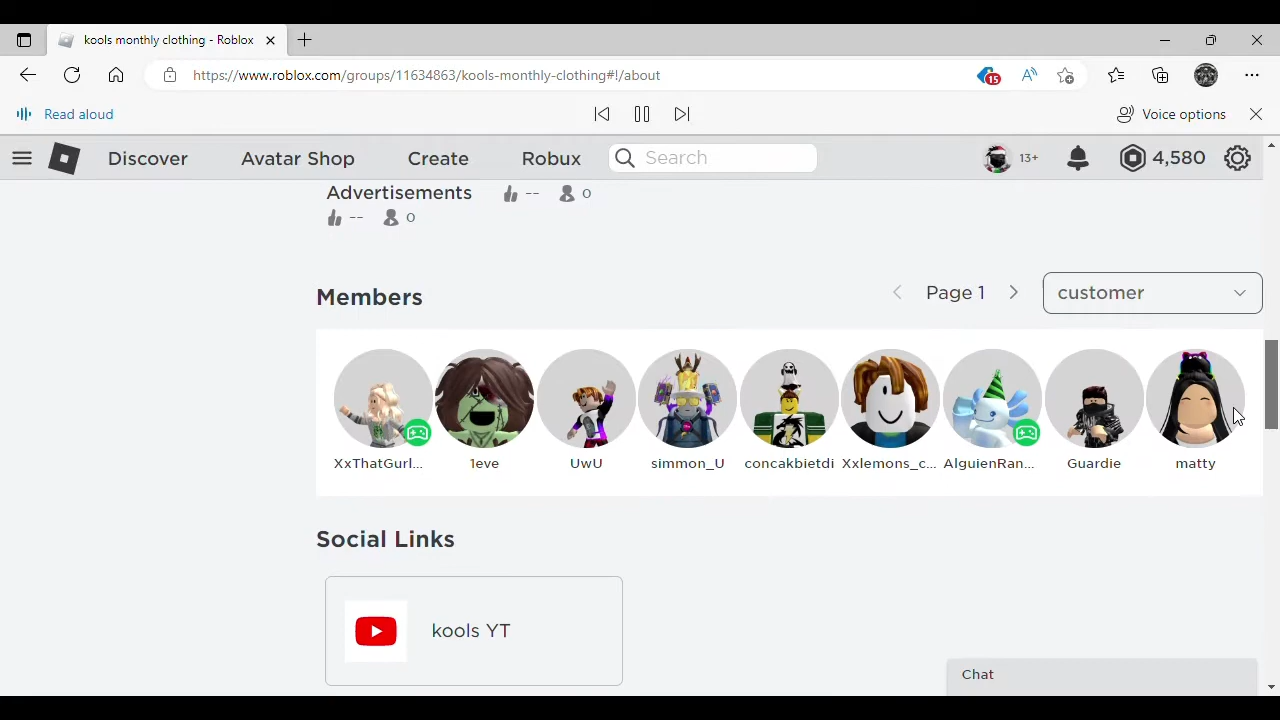 kools monthly clothing - Roblox
https://www.roblox.com/groups/11634863/kools-monthly-clothing#!/about
15
Read aloud
Voice options
Discover
Avatar Shop
Create
Robux
Search
13+
4,580
Advertisements
-- 0
-- 0
Members
Page 1
customer
XxThatGurl...
1eve
UwU
simmon_U
concakbietdi
Xxlemons_c...
AlguienRan...
Guardie
matty
Social Links
kools YT
Chat